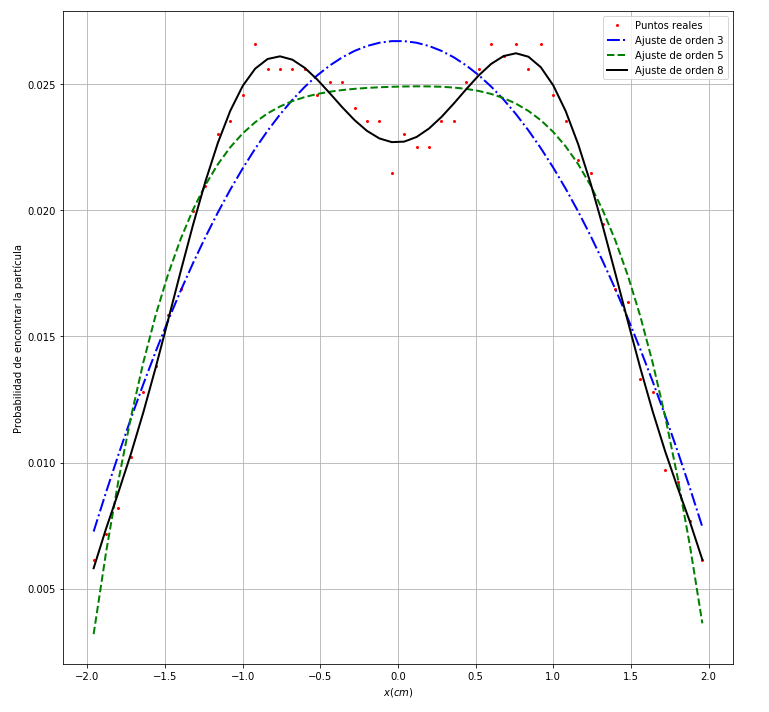 Puntos reales
Ajuste de orden 3
Ajuste de orden 5
Ajuste de orden 8
0.025
0.020
0.015
0.010
0.005
Probabilidad de encontrar la partícula
−2.0 −1.5 −1.0 −0.5 0.0 0.5 1.0 1.5 2.0
x(cm)